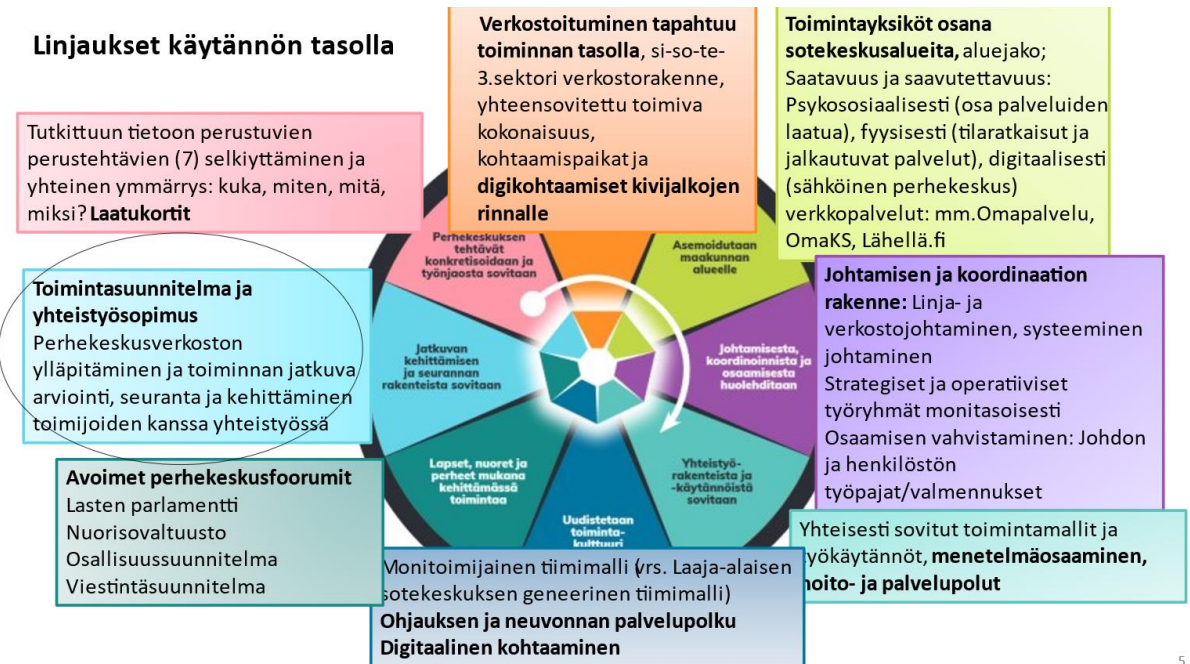 Linjaukset käytännön tasolla
Verkostoituminen tapahtuu
toiminnan tasolla, si-so-te-
3.sektori verkostorakenne,
yhteensovitettu toimiva
kokonaisuus,
kohtaamispaikat ja
digikohtaamiset kivijalkojen
rinnalle
Toimintayksiköt osana
sotekeskusalueita, aluejako;
Saatavuus ja saavutettavuus:
Psykososiaalisesti (osa palveluiden
laatua), fyysisesti (tilaratkaisut ja
jalkautuvat palvelut), digitaalisesti
(sähköinen perhekeskus)
verkkopalvelut: mm.Omapalvelu,
OmaKS, Lähellä.fi
Tutkittuun tietoon perustuvien
perustehtävien (7) selkiyttäminen ja
yhteinen ymmärrys: kuka, miten, mitä,
miksi? Laatukortit
Perhekeskuksen
tehtävät
konkretisoidaan ja
työnjaosta sovitaan
Asemoidutaan
maakunnan
alueelle
Toimintasuunnitelma ja
yhteistyösopimus
Perhekeskusverkoston
ylläpitäminen ja toiminnan jatkuva
arviointi, seuranta ja kehittäminen
toimijoiden kanssa yhteistyössä
Jatkuvan
kehittämisen
ja seurannan
rakenteista sovitaan
Johtamisesta,
koordinoinnista ja
osaamisesta
huolehditaan
Johtamisen ja koordinaation
rakenne: Linja- ja
verkostojohtaminen, systeeminen
johtaminen
Strategiset ja operatiiviset
työryhmät monitasoisesti
Osaamisen vahvistaminen: Johdon
ja henkilöstön
työpajat/valmennukset
Avoimet perhekeskusfoorumit
Lasten parlamentti
Nuorisovaltuusto
Osallisuussuunnitelma
Viestintäsuunnitelma
Lapset, nuoret ja
perheet mukana
kehittämässä
toimintaa
Uudistetaan
toiminta-
kulttuuri
Yhteistyö-
rakenteista ja
-käytännöistä
sovitaan
Yhteisesti sovitut toimintamallit ja
työkäytännöt, menetelmäosaaminen,
hoito- ja palvelupolut
Monitoimijainen tiimimalli (vrs. Laaja-alaisen
sotekeskuksen geneerinen tiimimalli)
Ohjauksen ja neuvonnan palvelupolku
Digitaalinen kohtaaminen
5